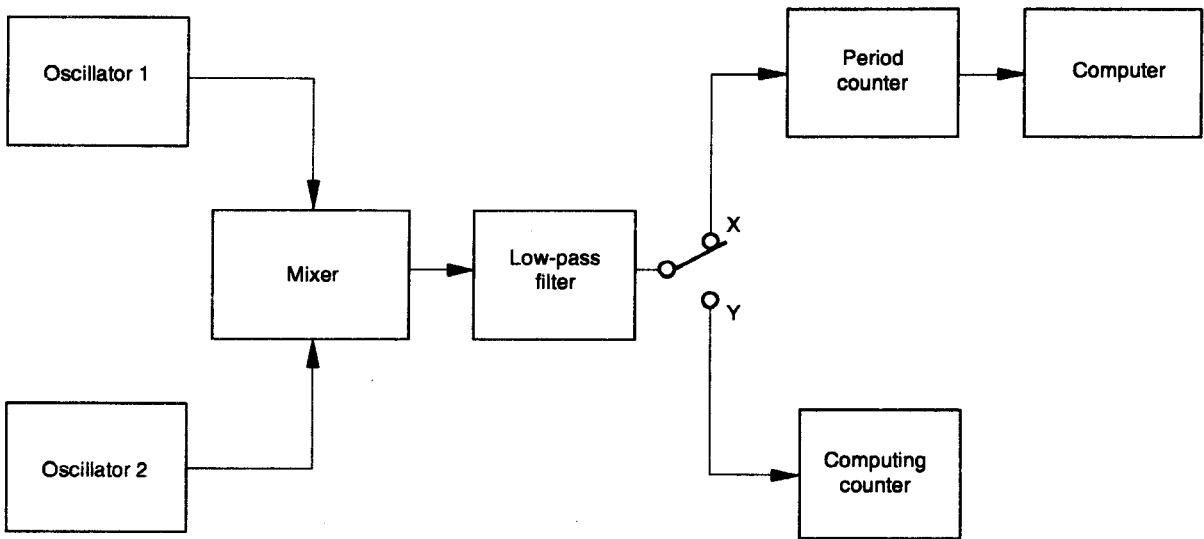 Oscillator 1
Period
counter
Computer
X
Mixer
Low-pass
filter
Y
Oscillator 2
Computing
counter